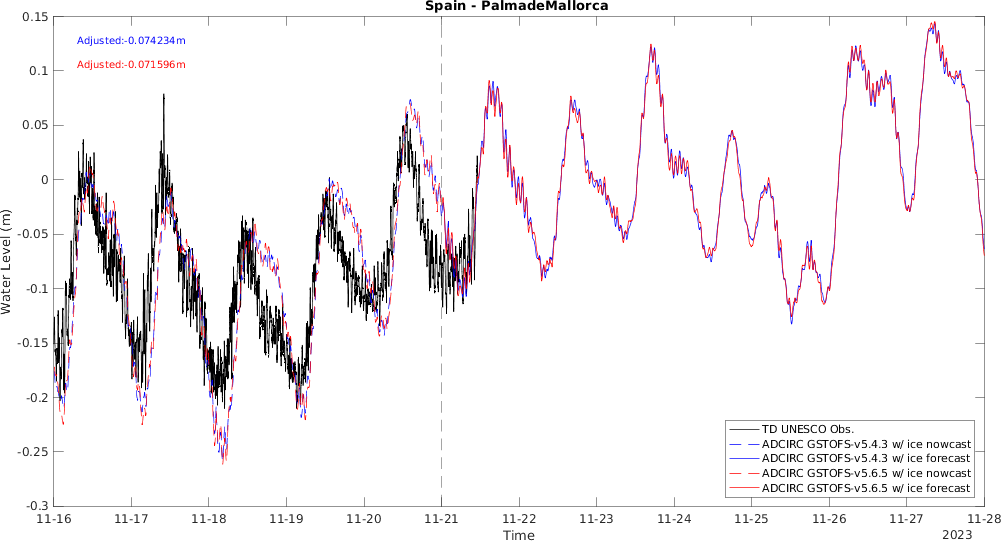 Spain - PalmadeMallorca
Adjusted:-0.074234m
Adjusted:-0.071596m
0.15
0.1
0.05
0
-0.05
-0.1
-0.15
-0.2
-0.25
-0.3
Water Level (m)
TD UNESCO Obs.
ADCIRC GSTOFS-v5.4.3 w/ ice nowcast
ADCIRC GSTOFS-v5.4.3 w/ ice forecast
ADCIRC GSTOFS-v5.6.5 w/ ice nowcast
ADCIRC GSTOFS-v5.6.5 w/ ice forecast
11-16 11-17 11-18 11-19 11-20 11-21 11-22 11-23 11-24 11-25 11-26 11-27 11-28
Time
2023